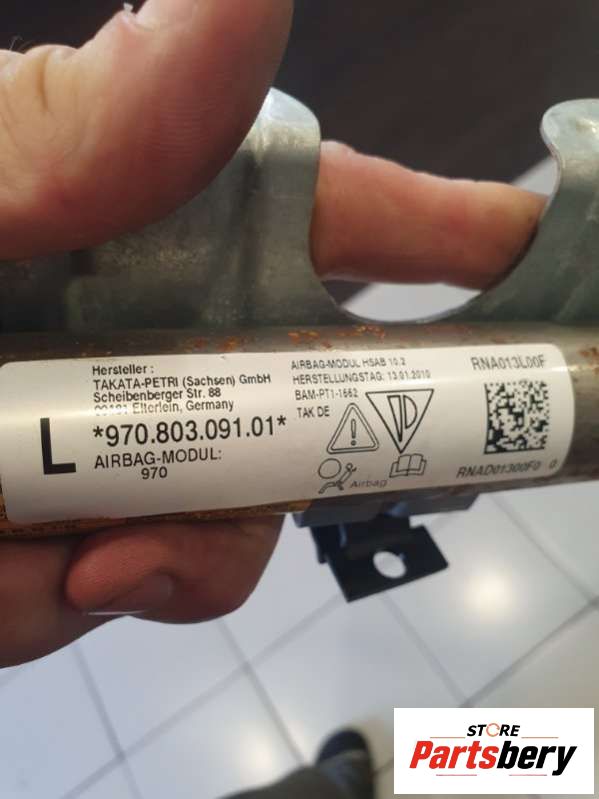 Hersteller :
TAKATA-PETRI (Sachsen) GmbH
Scheibenberger Str. 88
Elterlein, Germany
L
*970.803.091.01*
AIRBAG-MODUL:
970
AIRBAG-MODUL HSAB 10.2
HERSTELLUNGSTAG: 13.01.2010
BAM-PT1-1662
TAK DE
Airbag
RNA013L00F
RNAD01300F0 0
STORE
Partsbery